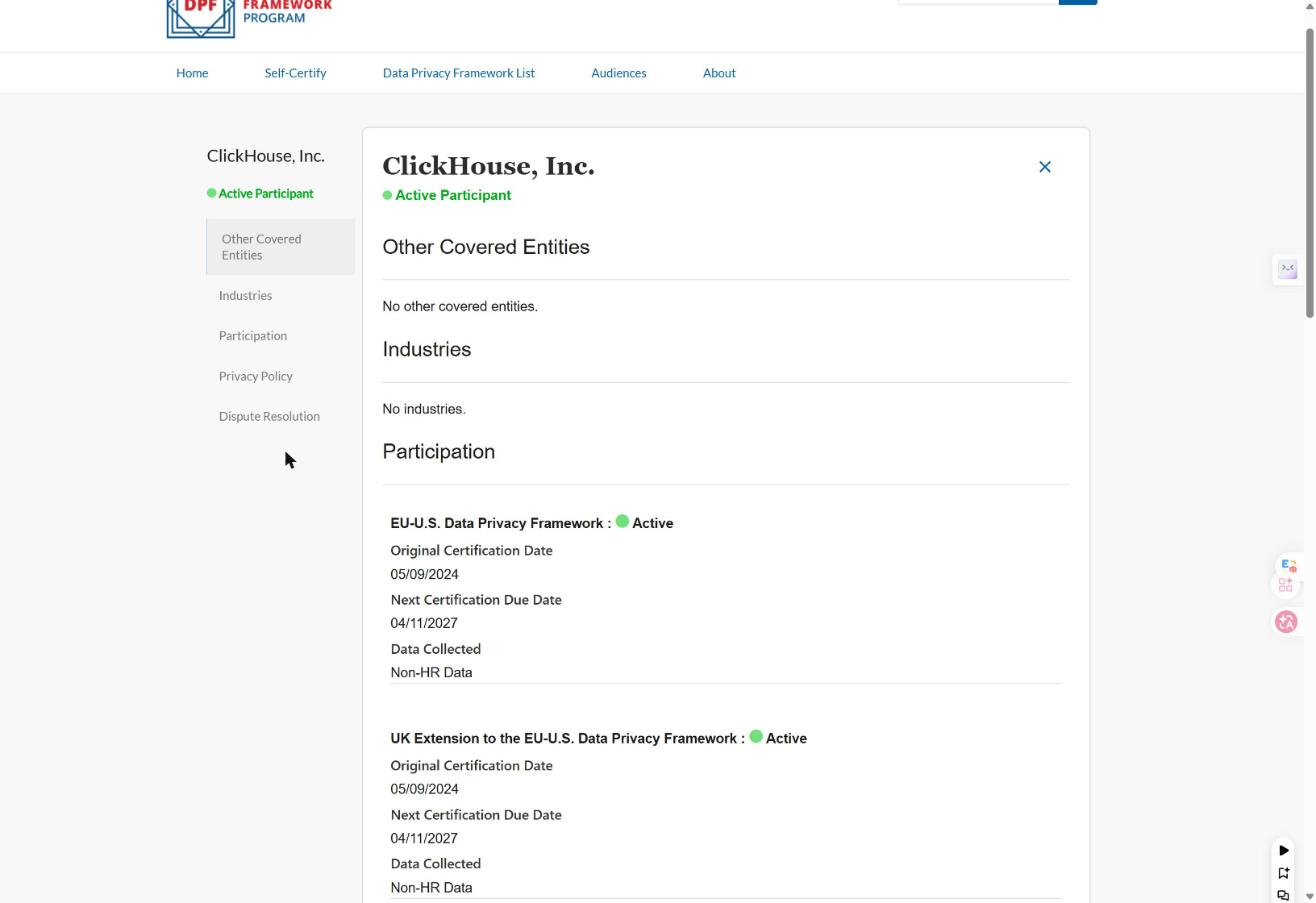 DPF
FRAMEWORK
PROGRAM
Home
Self-Certify
Data Privacy Framework List
Audiences
About
ClickHouse, Inc.
Active Participant
Other Covered
Entities
Industries
Participation
Privacy Policy
Dispute Resolution
ClickHouse, Inc.
Active Participant
Other Covered Entities
No other covered entities.
Industries
No industries.
Participation
EU-U.S. Data Privacy Framework : Active
Original Certification Date
05/09/2024
Next Certification Due Date
04/11/2027
Data Collected
Non-HR Data
UK Extension to the EU-U.S. Data Privacy Framework : Active
Original Certification Date
05/09/2024
Next Certification Due Date
04/11/2027
Data Collected
Non-HR Data